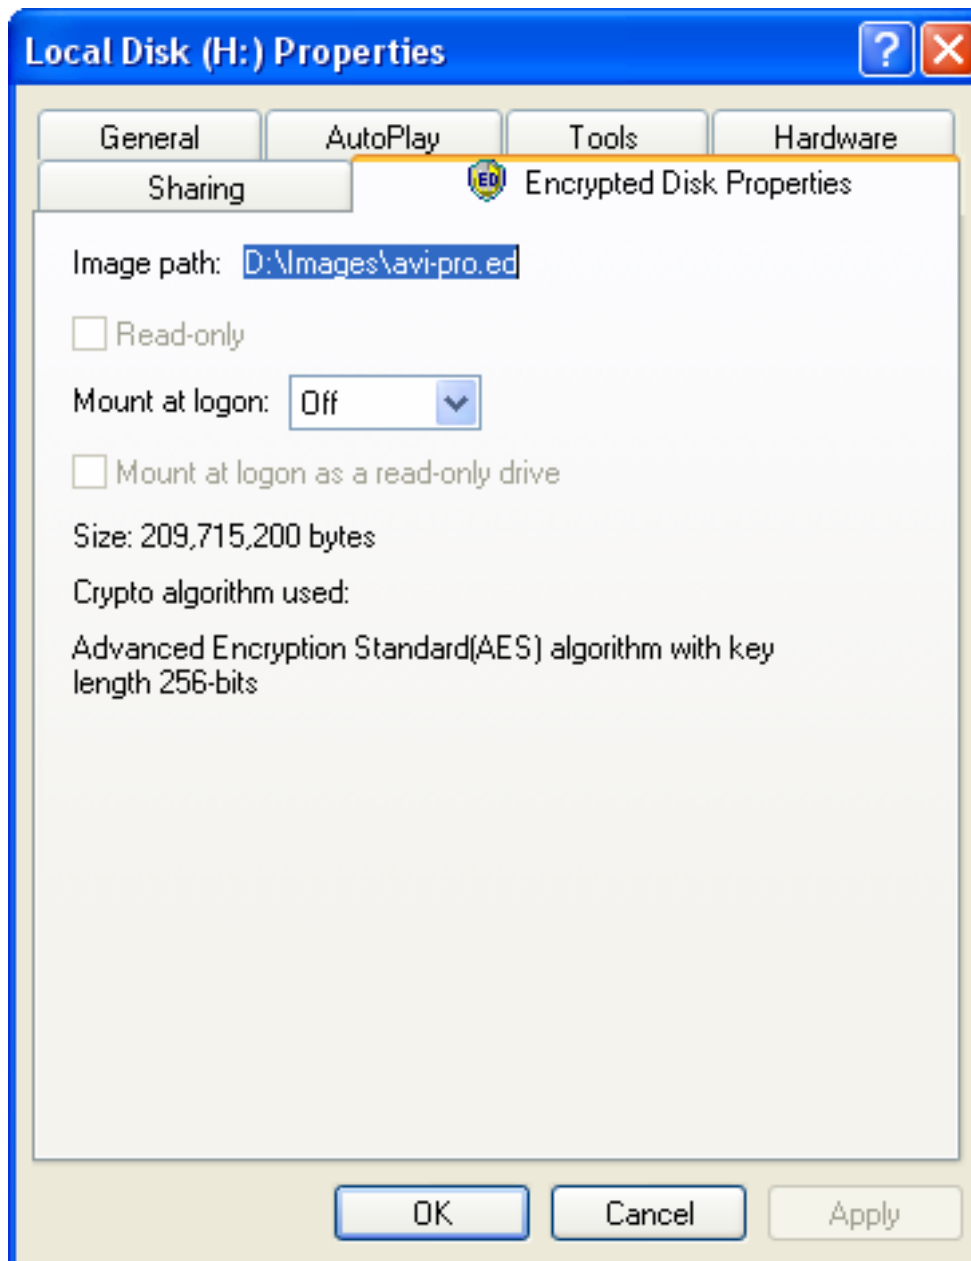 Local Disk (H:) Properties
General AutoPlay Tools Hardware
Sharing ED Encrypted Disk Properties
Image path: D:\Images\avi-pro.ed
Read-only
Mount at logon: Off
Mount at logon as a read-only drive
Size: 209,715,200 bytes
Crypto algorithm used:
Advanced Encryption Standard(AES) algorithm with key
length 256-bits
OK Cancel Apply